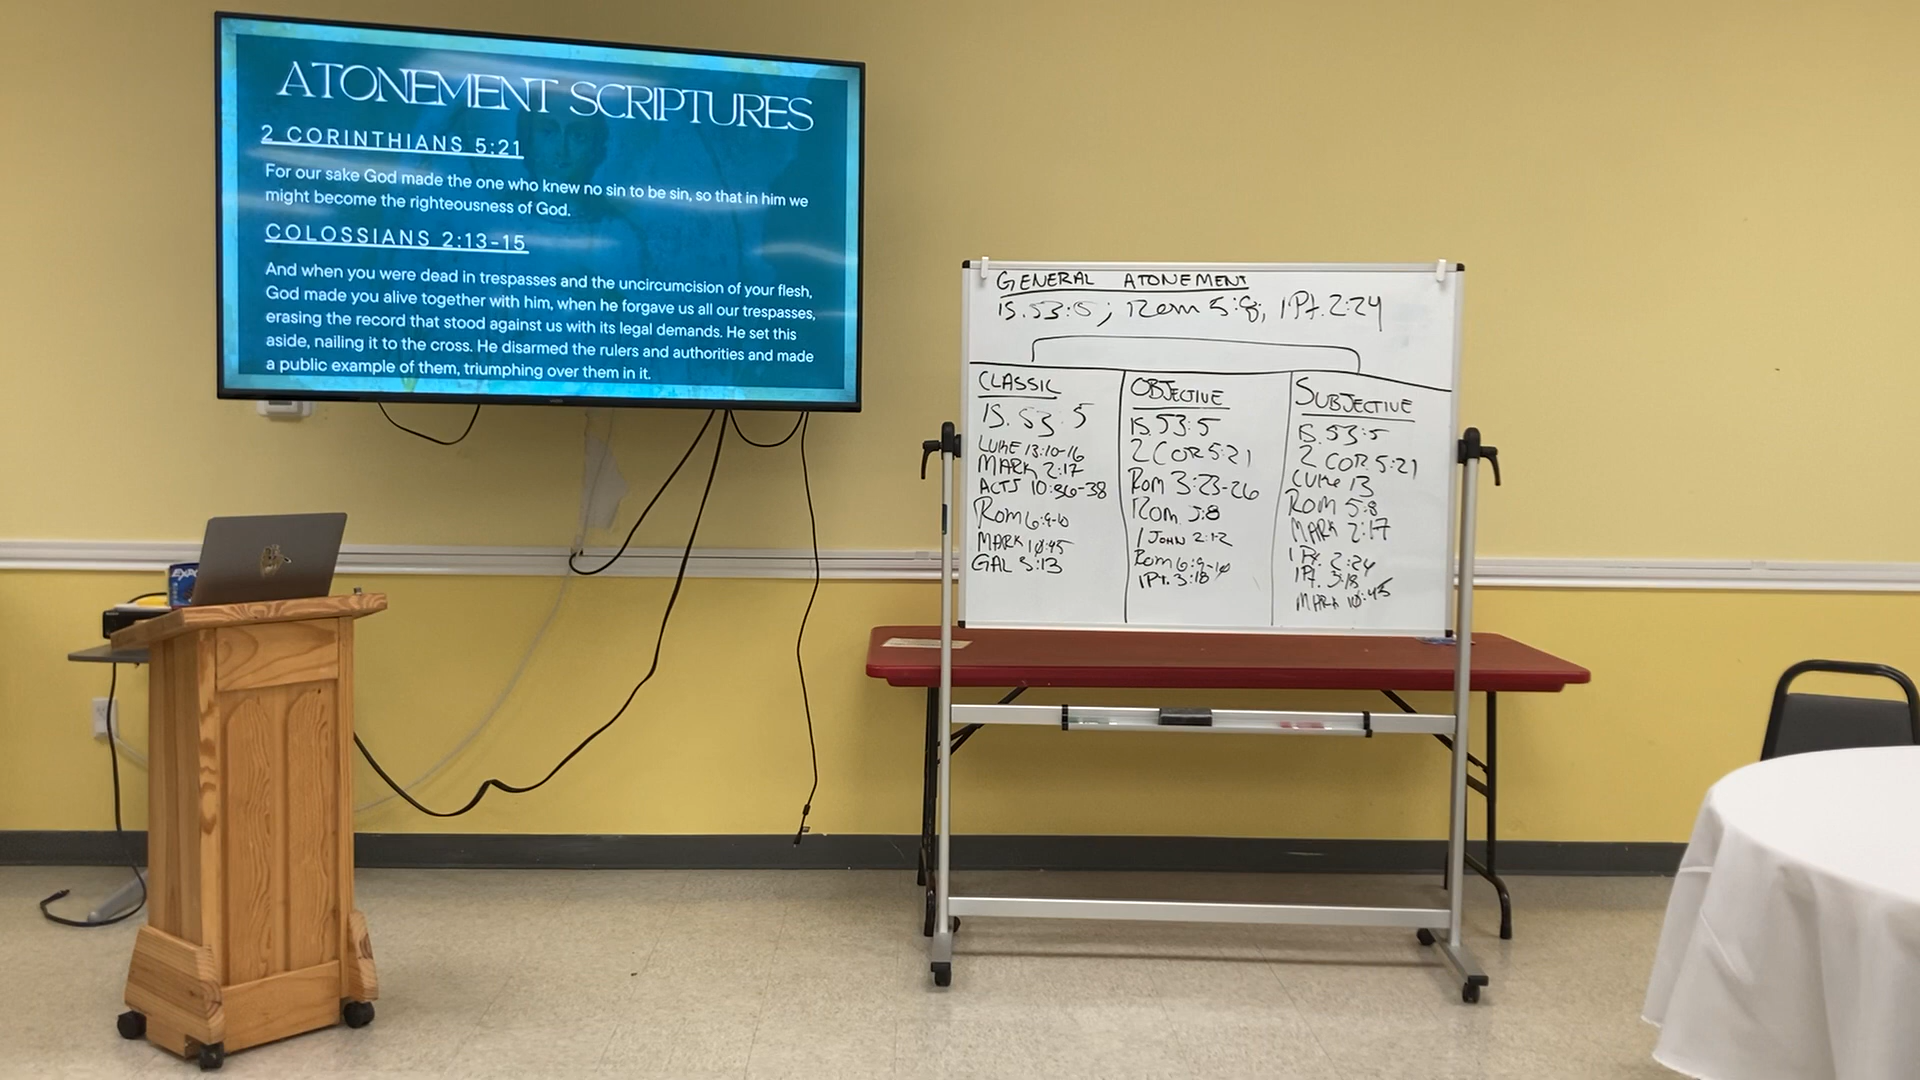 ATONEMENT SCRIPTURES
2 CORINTHIANS 5:21
For our sake God made the one who knew no sin to be sin, so that in him we
might become the righteousness of God.
COLOSSIANS 2:13-15
And when you were dead in trespasses and the uncircumcision of your flesh,
God made you alive together with him, when he forgave us all our trespasses,
erasing the record that stood against us with its legal demands. He set this
aside, nailing it to the cross. He disarmed the rulers and authorities and made
a public example of them, triumphing over them in it.
GENERAL ATONEMENT
IS. 53:5; Rom 5:8; 1 Pt. 2:24
CLASSIC
IS. 53:5
LUKE 13:10-16
MARK 2:17
ACTS 10:36-38
Rom 6:9-10
MARK 10:45
GAL 3:13
OBJECTIVE
IS. 53:5
2 COR 5:21
Rom 3:23-26
Rom 5:8
1 JOHN 2:1-2
Rom 6:9-10
1 Pt. 3:18
SUBJECTIVE
IS. 53:5
2 COR. 5:21
LUKE 13
ROM 5:8
MARK 2:17
1 Pt. 2:24
1 Pt. 3:18
MARK 10:45